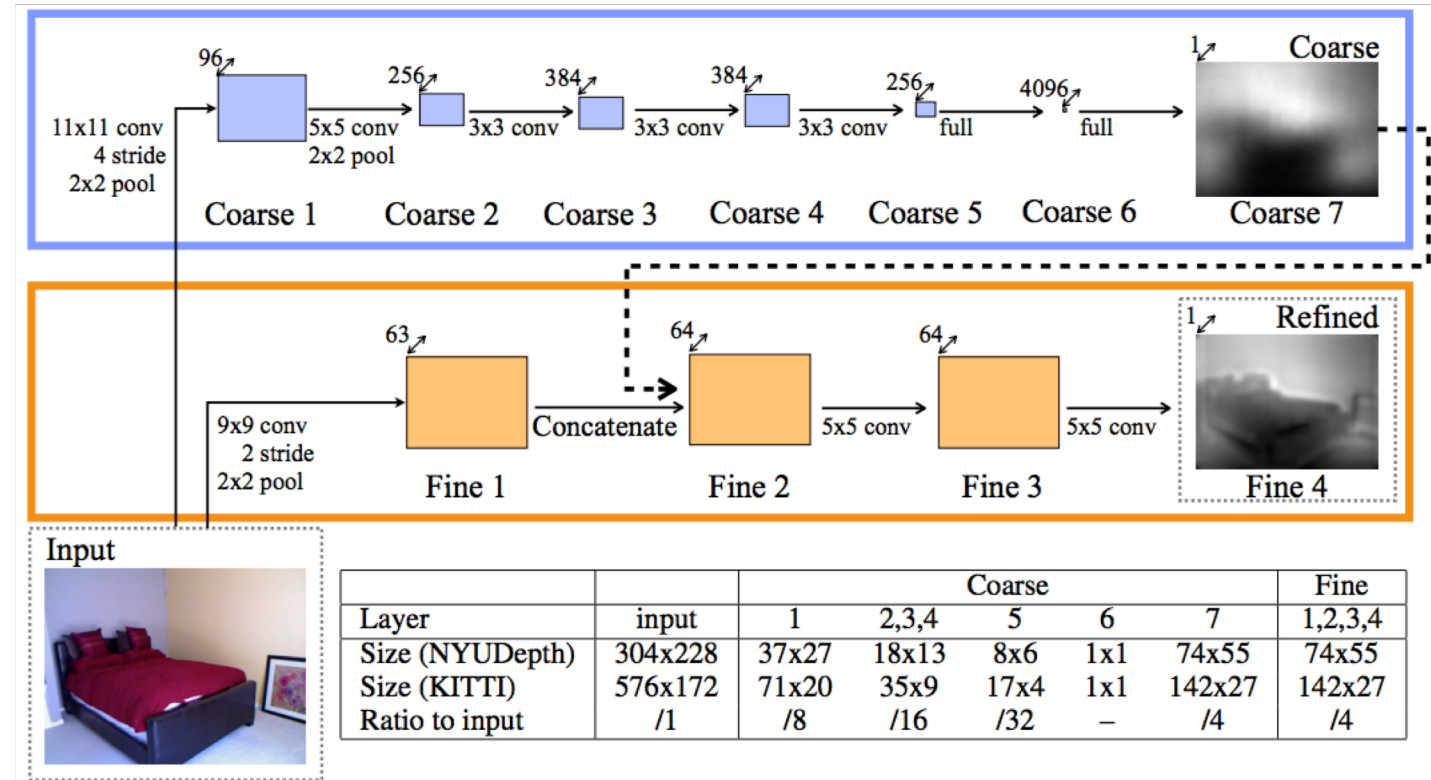 96
256
384
384
256
4096
1
Coarse
11x11 conv
4 stride
2x2 pool
5x5 conv
2x2 pool
3x3 conv
3x3 conv
3x3 conv
full
full
Coarse 1
Coarse 2
Coarse 3
Coarse 4
Coarse 5
Coarse 6
Coarse 7
63
64
64
1
Refined
9x9 conv
2 stride
2x2 pool
Concatenate
5x5 conv
5x5 conv
Fine 1
Fine 2
Fine 3
Fine 4
Input
Coarse Fine
Layer input 1 2,3,4 5 6 7 1,2,3,4
Size (NYUDepth) 304x228 37x27 18x13 8x6 1x1 74x55 74x55
Size (KITTI) 576x172 71x20 35x9 17x4 1x1 142x27 142x27
Ratio to input /1 /8 /16 /32 – /4 /4